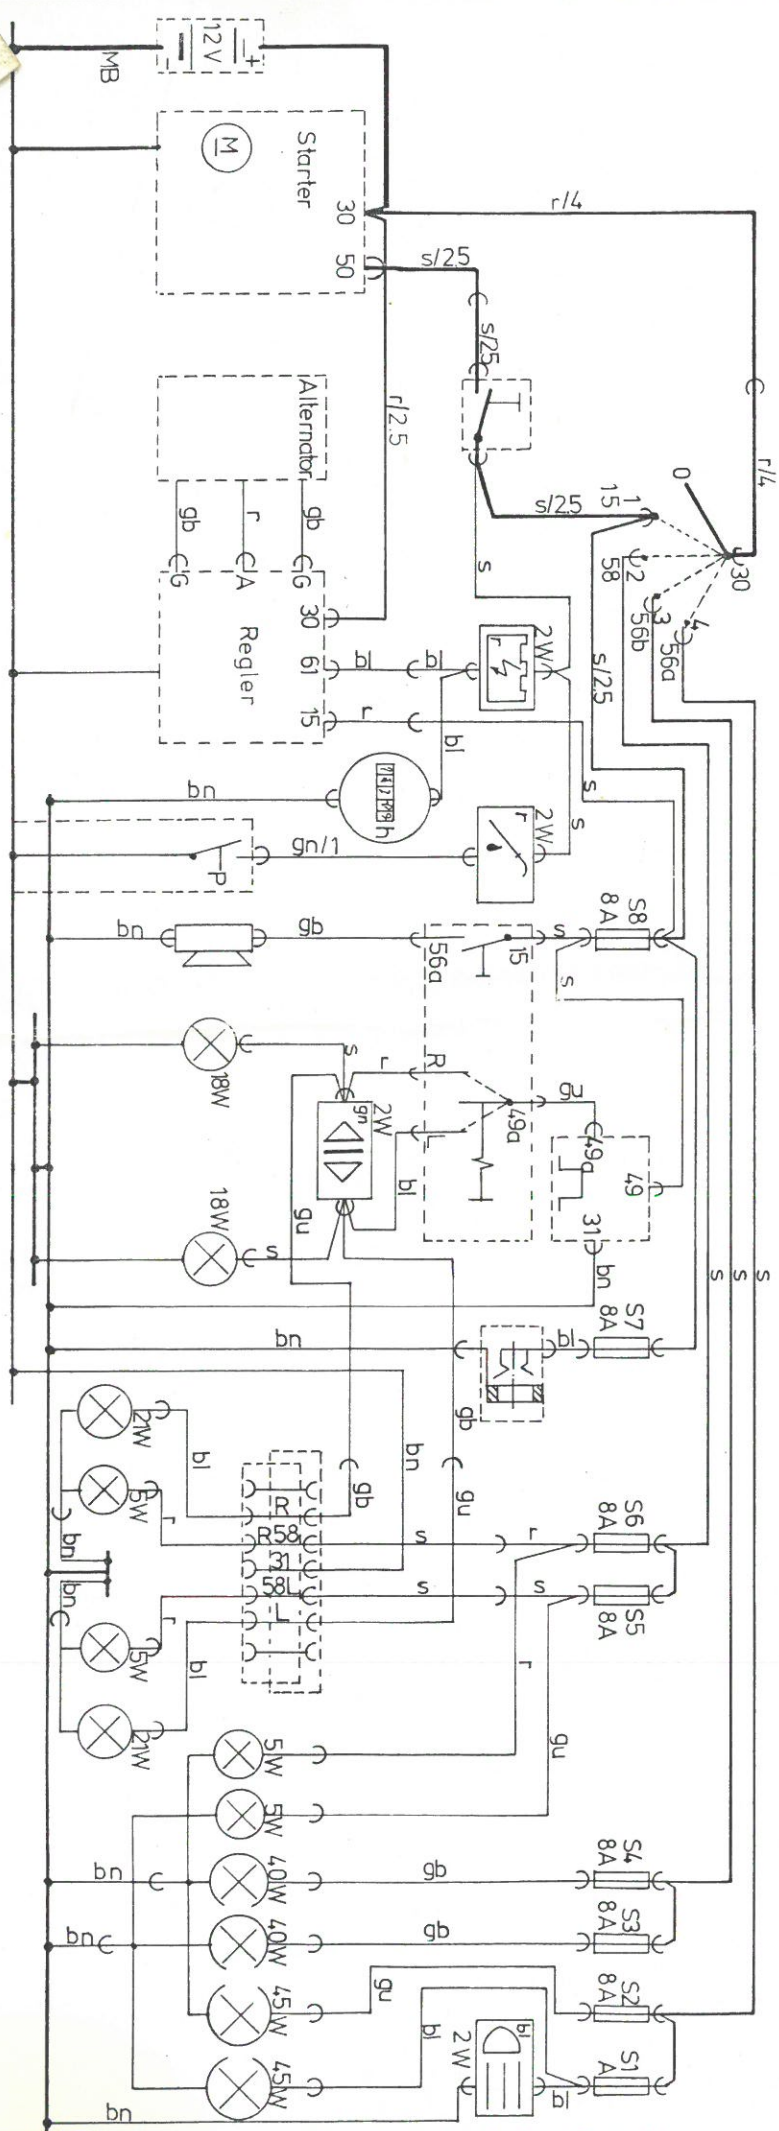 MB
12V
+
Starter
M
30
50
r/4
s/2.5
s/2.5
r/4
0
30
1
15
2
58
3
56b
4
56a
s/2.5
s/2.5
r/2.5
Alternator
gb
r
gb
G
A
G
Regler
30
61
15
s
bl
bl
r
2W
r
bl
s
s
h
bn
P
gn/1
2W
r
S8
8A
s
s
bn
gb
56a
15
18W
s
r
R
gn
2W
49a
gu
49a
49
31
bn
L
bl
gu
18W
s
s
s
s
bn
bl
S7
8A
gb
21W
bl
5W
r
bn
bn
5W
r
bl
21W
R
R58
31
58L
L
gb
bn
gu
s
r
S6
8A
s
s
S5
8A
r
gu
5W
5W
bn
40W
gb
S4
8A
bn
40W
gb
S3
8A
45W
gu
S2
8A
45W
bl
bl
2W
bl
S1
A
bn